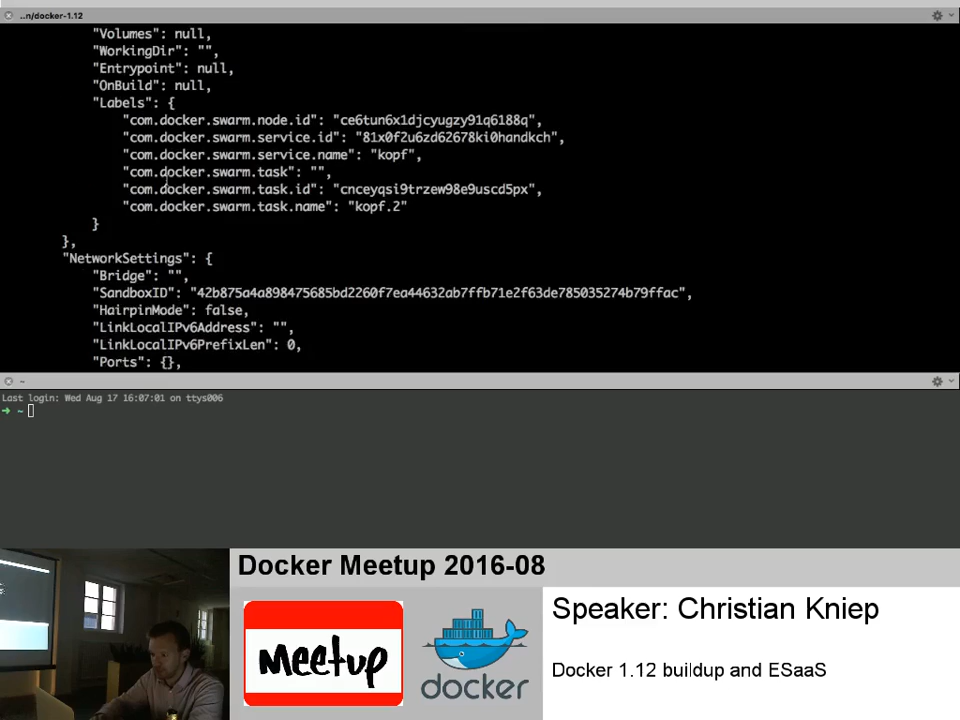 ..n/docker-1.12
"Volumes": null,
"WorkingDir": "",
"Entrypoint": null,
"OnBuild": null,
"Labels": {
"com.docker.swarm.node.id": "ce6tun6x1djcyugzy91q6188q",
"com.docker.swarm.service.id": "81x0f2u6zd62678ki0handkch",
"com.docker.swarm.service.name": "kopf",
"com.docker.swarm.task": "",
"com.docker.swarm.task.id": "cnceyqsi9trzew98e9uscd5px",
"com.docker.swarm.task.name": "kopf.2"
}
},
"NetworkSettings": {
"Bridge": "",
"SandboxID": "42b875a4a898475685bd2260f7ea44632ab7ffb71e2f63de785035274b79ffac",
"HairpinMode": false,
"LinkLocalIPv6Address": "",
"LinkLocalIPv6PrefixLen": 0,
"Ports": {},
~
Last login: Wed Aug 17 16:07:01 on ttys006
➜ ~
Docker Meetup 2016-08
Meetup
docker
Speaker: Christian Kniep
Docker 1.12 buildup and ESaaS